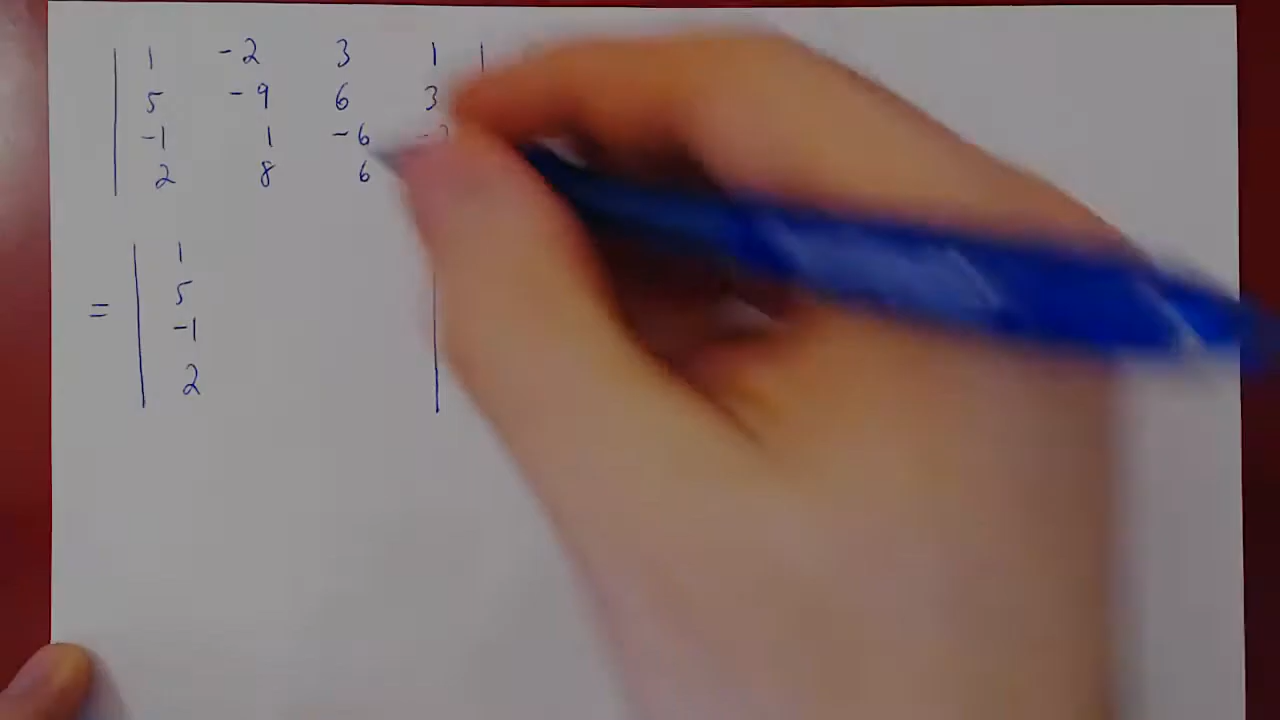 | 1 -2 3 1 |
| 5 -9 6 3
| -1 1 -6
| 2 8 6
= | 1 |
| 5 |
| -1 |
| 2 |